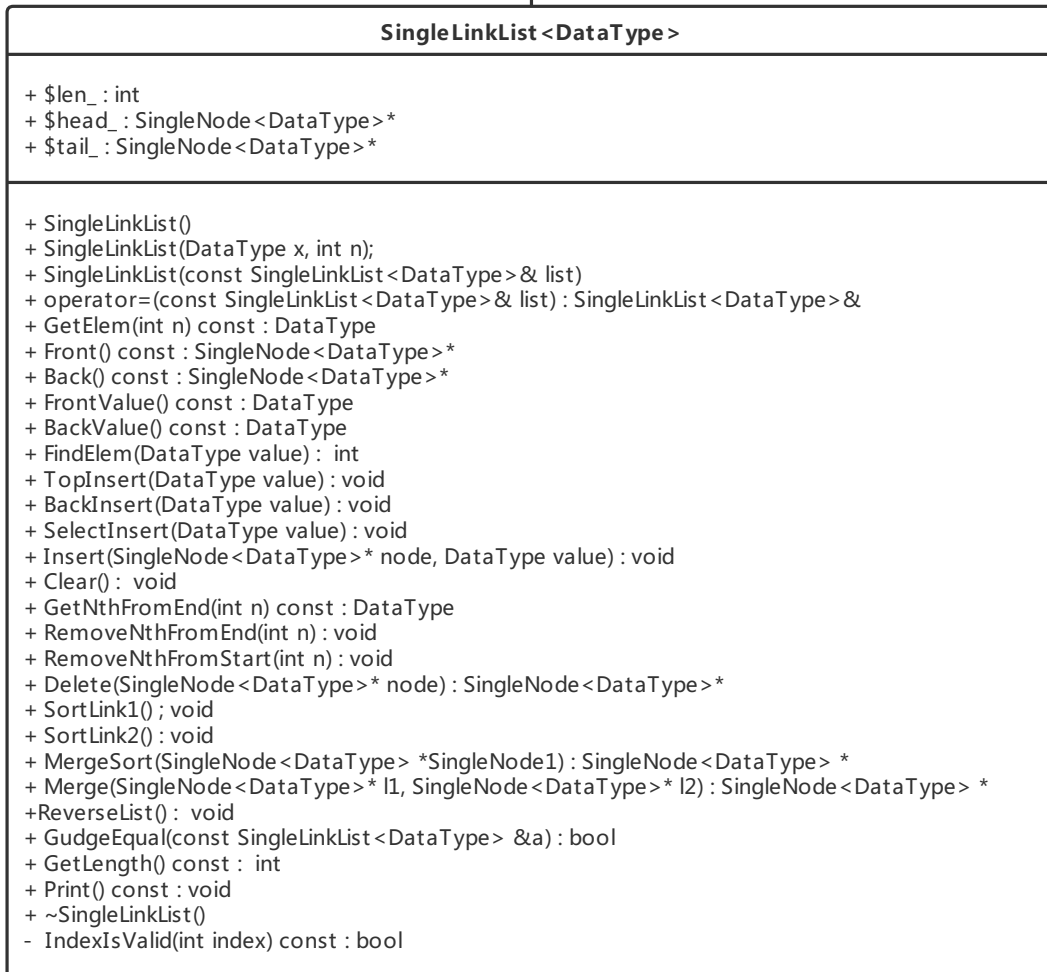 SingleLinkList<DataType>
+ $len_ : int
+ $head_ : SingleNode<DataType>*
+ $tail_ : SingleNode<DataType>*
+ SingleLinkList()
+ SingleLinkList(DataType x, int n);
+ SingleLinkList(const SingleLinkList<DataType>& list)
+ operator=(const SingleLinkList<DataType>& list) : SingleLinkList<DataType>&
+ GetElem(int n) const : DataType
+ Front() const : SingleNode<DataType>*
+ Back() const : SingleNode<DataType>*
+ FrontValue() const : DataType
+ BackValue() const : DataType
+ FindElem(DataType value) : int
+ TopInsert(DataType value) : void
+ BackInsert(DataType value) : void
+ SelectInsert(DataType value) : void
+ Insert(SingleNode<DataType>* node, DataType value) : void
+ Clear() : void
+ GetNthFromEnd(int n) const : DataType
+ RemoveNthFromEnd(int n) : void
+ RemoveNthFromStart(int n) : void
+ Delete(SingleNode<DataType>* node) : SingleNode<DataType>*
+ SortLink1() ; void
+ SortLink2() : void
+ MergeSort(SingleNode<DataType> *SingleNode1) : SingleNode<DataType> *
+ Merge(SingleNode<DataType>* l1, SingleNode<DataType>* l2) : SingleNode<DataType> *
+ReverseList() : void
+ GudgeEqual(const SingleLinkList<DataType> &a) : bool
+ GetLength() const : int
+ Print() const : void
+ ~SingleLinkList()
- IndexIsValid(int index) const : bool